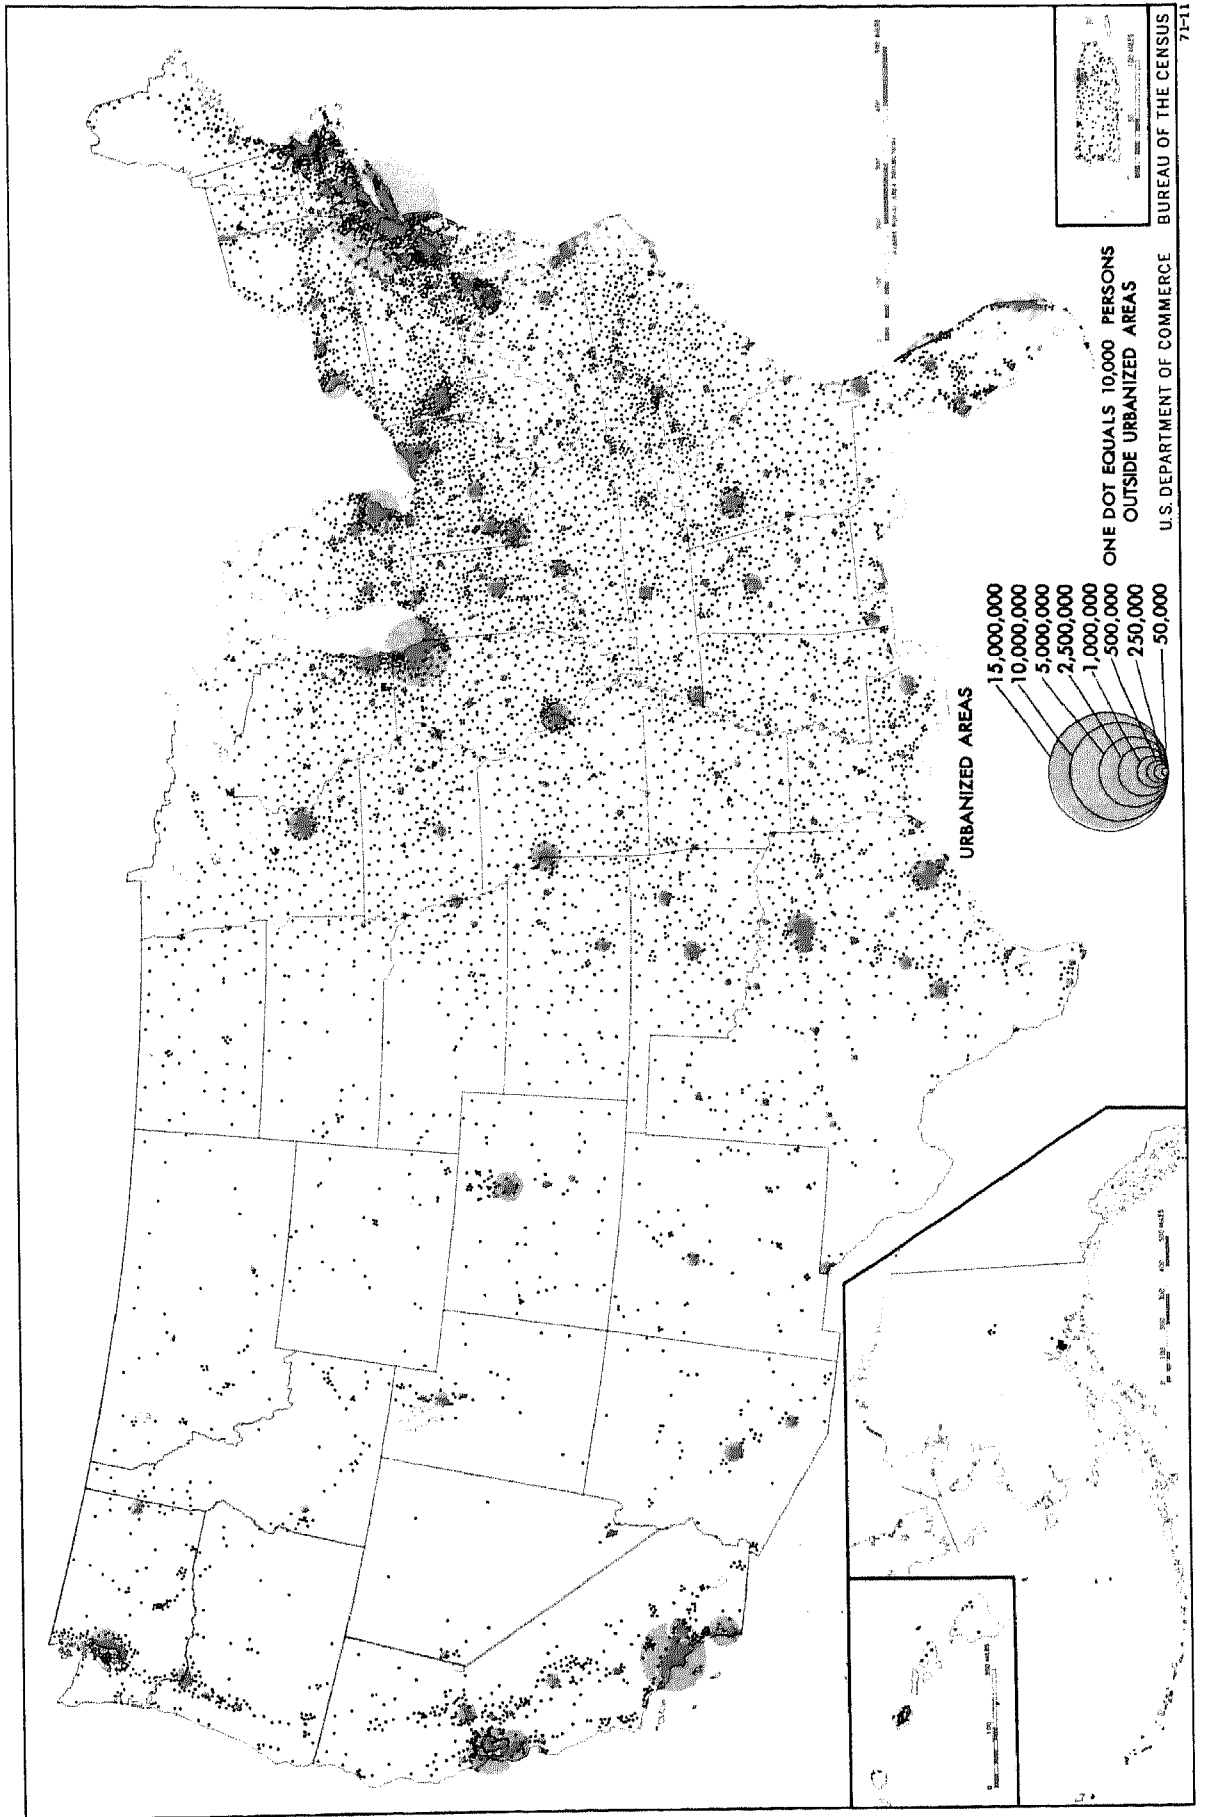 URBANIZED AREAS
15,000,000
10,000,000
5,000,000
2,500,000
1,000,000
500,000
250,000
50,000
ONE DOT EQUALS 10,000 PERSONS
OUTSIDE URBANIZED AREAS
U.S. DEPARTMENT OF COMMERCE BUREAU OF THE CENSUS
71-11